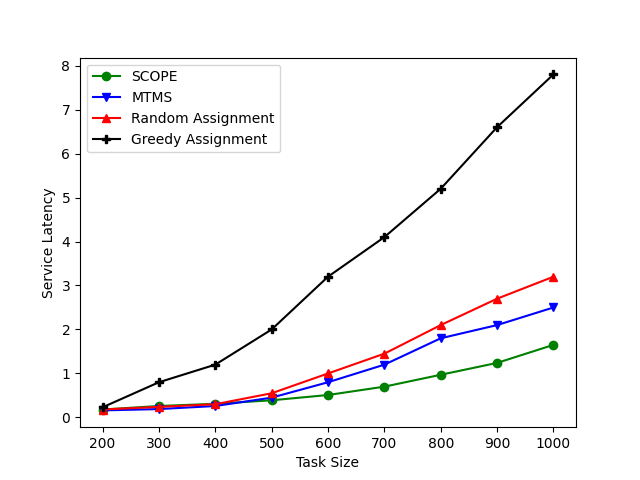 SCOPE
MTMS
Random Assignment
Greedy Assignment
8
7
6
5
4
3
2
1
0
Service Latency
200 300 400 500 600 700 800 900 1000
Task Size